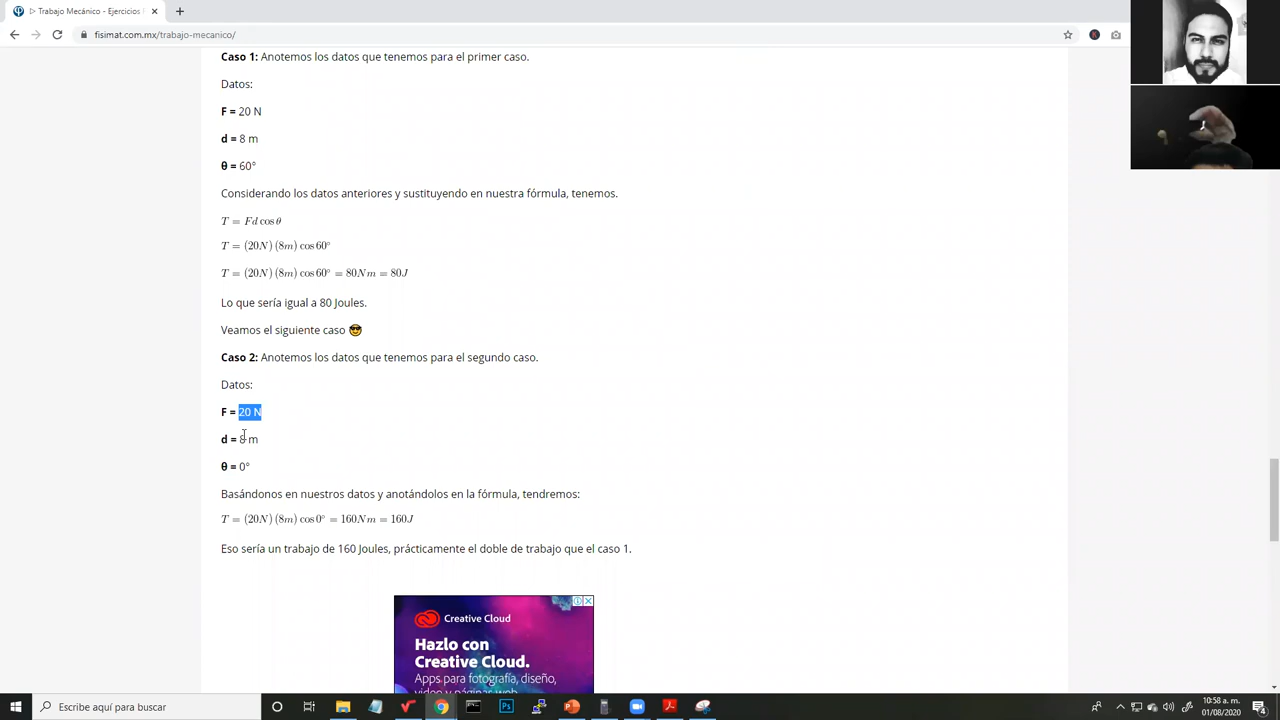 ▷ Trabajo Mecánico - Ejercicios F
fisimat.com.mx/trabajo-mecanico/
Caso 1: Anotemos los datos que tenemos para el primer caso.
Datos:
F = 20 N
d = 8 m
θ = 60°
Considerando los datos anteriores y sustituyendo en nuestra fórmula, tenemos.
T = Fd cos θ
T = (20N) (8m) cos 60°
T = (20N) (8m) cos 60° = 80Nm = 80J
Lo que sería igual a 80 Joules.
Veamos el siguiente caso 😎
Caso 2: Anotemos los datos que tenemos para el segundo caso.
Datos:
F = 20 N
d = 8 m
θ = 0°
Basándonos en nuestros datos y anotándolos en la fórmula, tendremos:
T = (20N) (8m) cos 0° = 160Nm = 160J
Eso sería un trabajo de 160 Joules, prácticamente el doble de trabajo que el caso 1.
Creative Cloud
Hazlo con
Creative Cloud.
Apps para fotografía, diseño,
video y páginas web
Escribe aquí para buscar
Ps
10:58 a. m.
01/08/2020